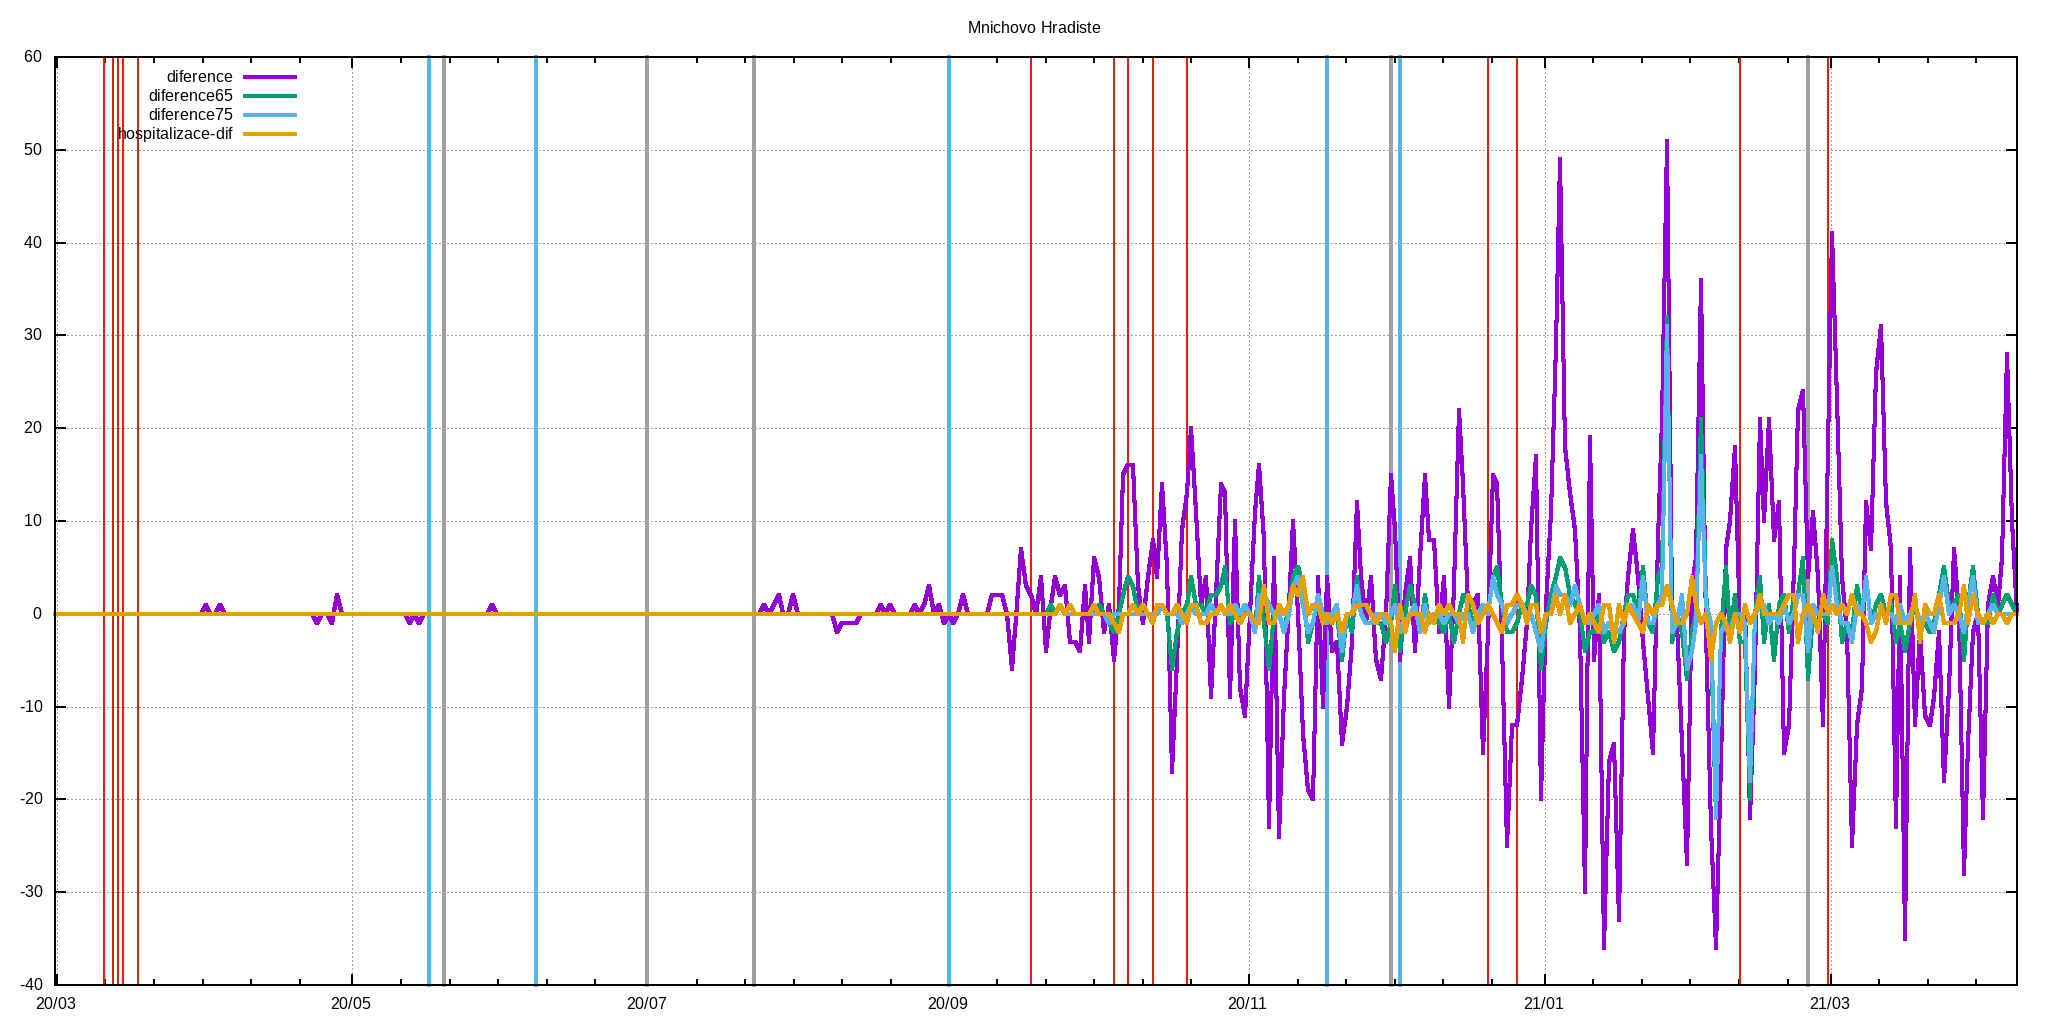 Mnichovo Hradiste
60
50
40
30
20
10
0
-10
-20
-30
-40
diference
diference65
diference75
hospitalizace-dif
20/03 20/05 20/07 20/09 20/11 21/01 21/03